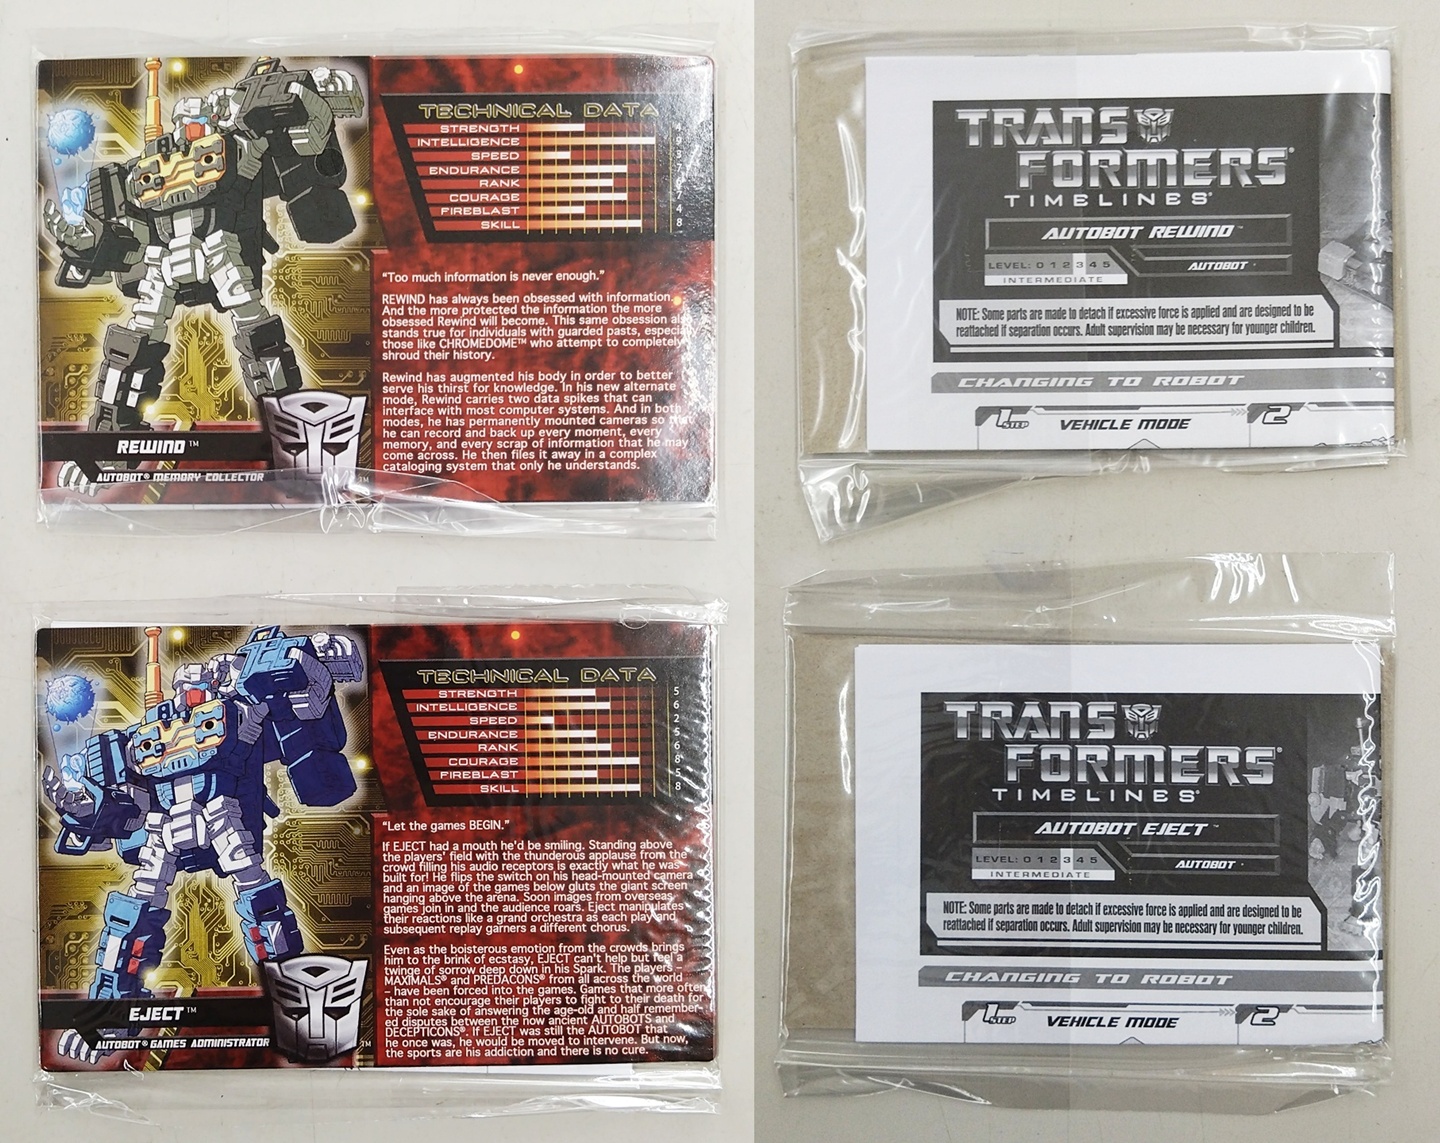 TECHNICAL DATA
STRENGTH 4
INTELLIGENCE 9
SPEED 3
ENDURANCE
RANK
COURAGE 7
FIREBLAST 4
SKILL 8
“Too much information is never enough.”
REWIND has always been obsessed with information.
And the more protected the information the more
obsessed Rewind will become. This same obsession also
stands true for individuals with guarded pasts, especially
those like CHROMEDOME™ who attempt to completely
shroud their history.
Rewind has augmented his body in order to better
serve his thirst for knowledge. In his new alternate
mode, Rewind carries two data spikes that can
interface with most computer systems. And in both
modes, he has permanently mounted cameras so that
he can record and back up every moment, every
memory, and every scrap of information that he may
come across. He then files it away in a complex
cataloging system that only he understands.
REWIND™
AUTOBOT® MEMORY COLLECTOR
TM
TRANS
FORMERS®
TIMELINES®
AUTOBOT REWIND™
LEVEL: 0 1 2 3 4 5
INTERMEDIATE
AUTOBOT
NOTE: Some parts are made to detach if excessive force is applied and are designed to be
reattached if separation occurs. Adult supervision may be necessary for younger children.
CHANGING TO ROBOT
1
STEP
VEHICLE MODE
2
TECHNICAL DATA
STRENGTH 5
INTELLIGENCE 6
SPEED 2
ENDURANCE 5
RANK 6
COURAGE 8
FIREBLAST 5
SKILL 8
“Let the games BEGIN.”
If EJECT had a mouth he’d be smiling. Standing above
the players’ field with the thunderous applause from the
crowd filling his audio receptors is exactly what he was
built for! He flips the switch on his head-mounted camera
and an image of the games below gluts the giant screen
hanging above the arena. Soon images from overseas
games join in and the audience roars. Eject manipulates
their reactions like a grand orchestra as each play and
subsequent replay garners a different chorus.
Even as the boisterous emotion from the crowds brings
him to the brink of ecstasy, EJECT can’t help but feel a
twinge of sorrow deep down in his Spark. The players –
MAXIMALS® and PREDACONS® from all across the world
– have been forced into the games. Games that more often
than not encourage their players to fight to their death for
the sole sake of answering the age-old and half remember-
ed disputes between the now ancient AUTOBOTS and
DECEPTICONS®. If EJECT was still the AUTOBOT that
he once was, he would be moved to intervene. But now,
the sports are his addiction and there is no cure.
EJECT™
AUTOBOT® GAMES ADMINISTRATOR
TM
TRANS
FORMERS®
TIMELINES®
AUTOBOT EJECT™
LEVEL: 0 1 2 3 4 5
INTERMEDIATE
AUTOBOT
NOTE: Some parts are made to detach if excessive force is applied and are designed to be
reattached if separation occurs. Adult supervision may be necessary for younger children.
CHANGING TO ROBOT
1
STEP
VEHICLE MODE
2